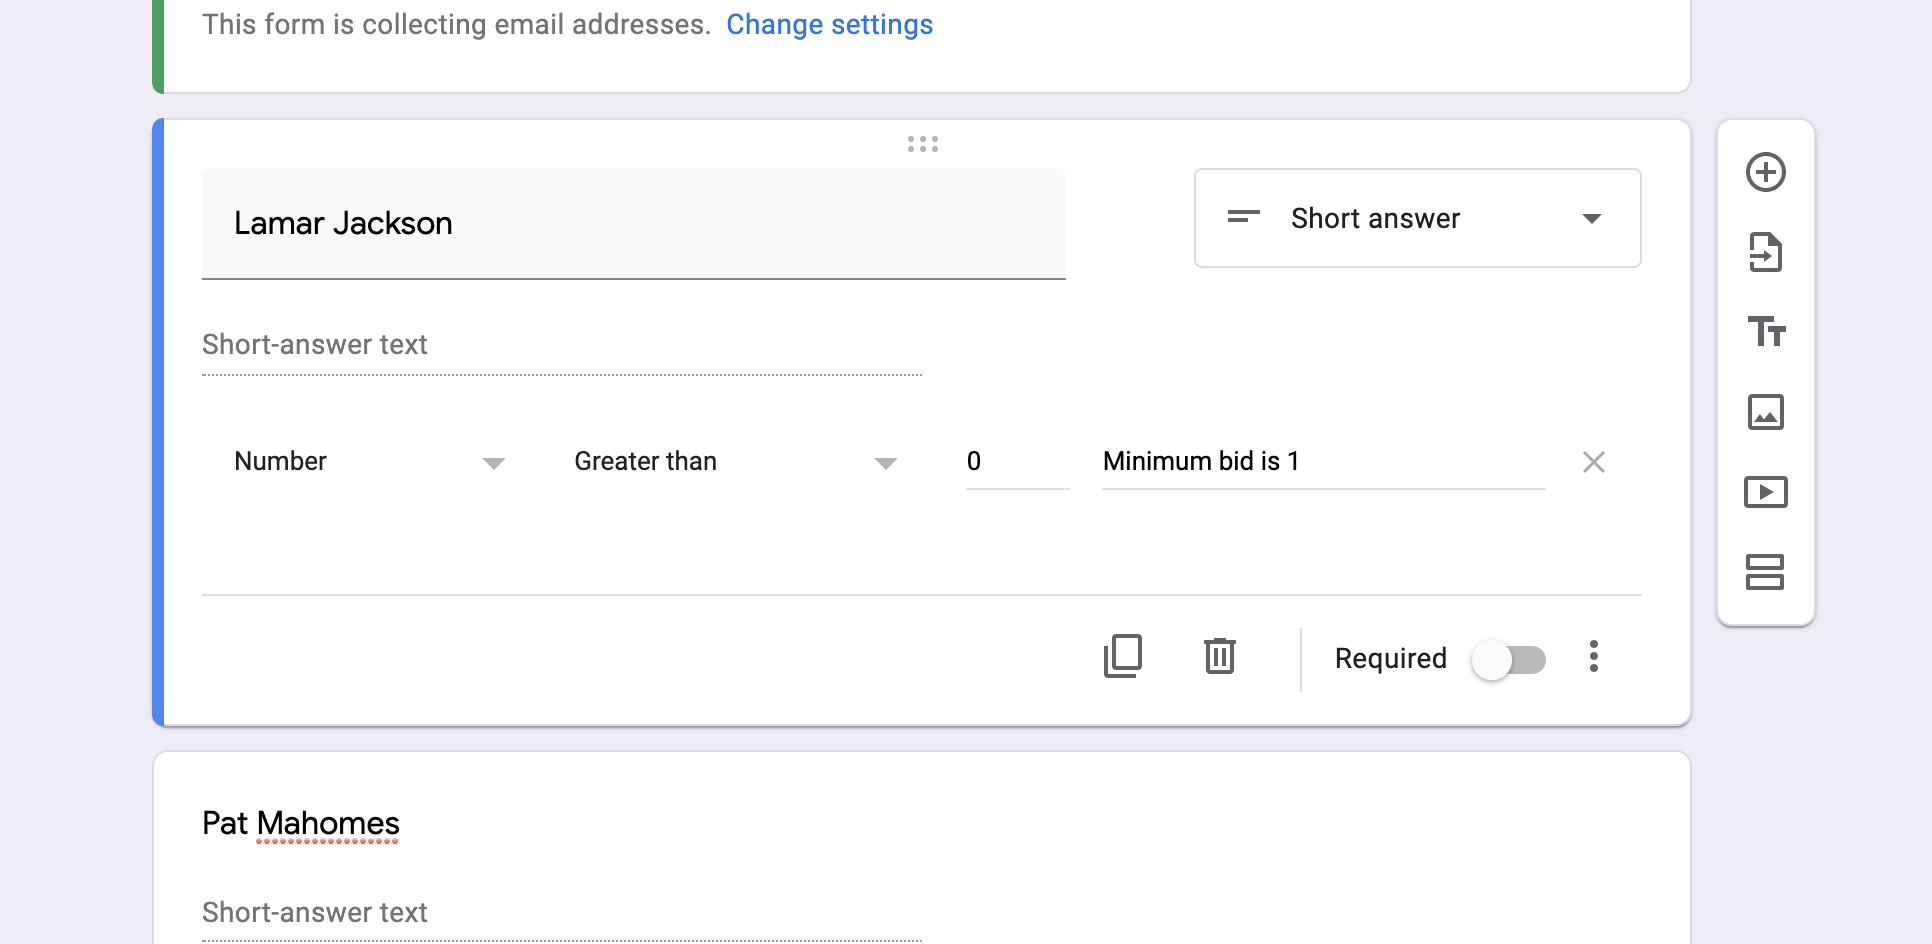 This form is collecting email addresses. Change settings
Lamar Jackson
Short answer
Short-answer text
Number Greater than 0 Minimum bid is 1
Required
Pat Mahomes
Short-answer text